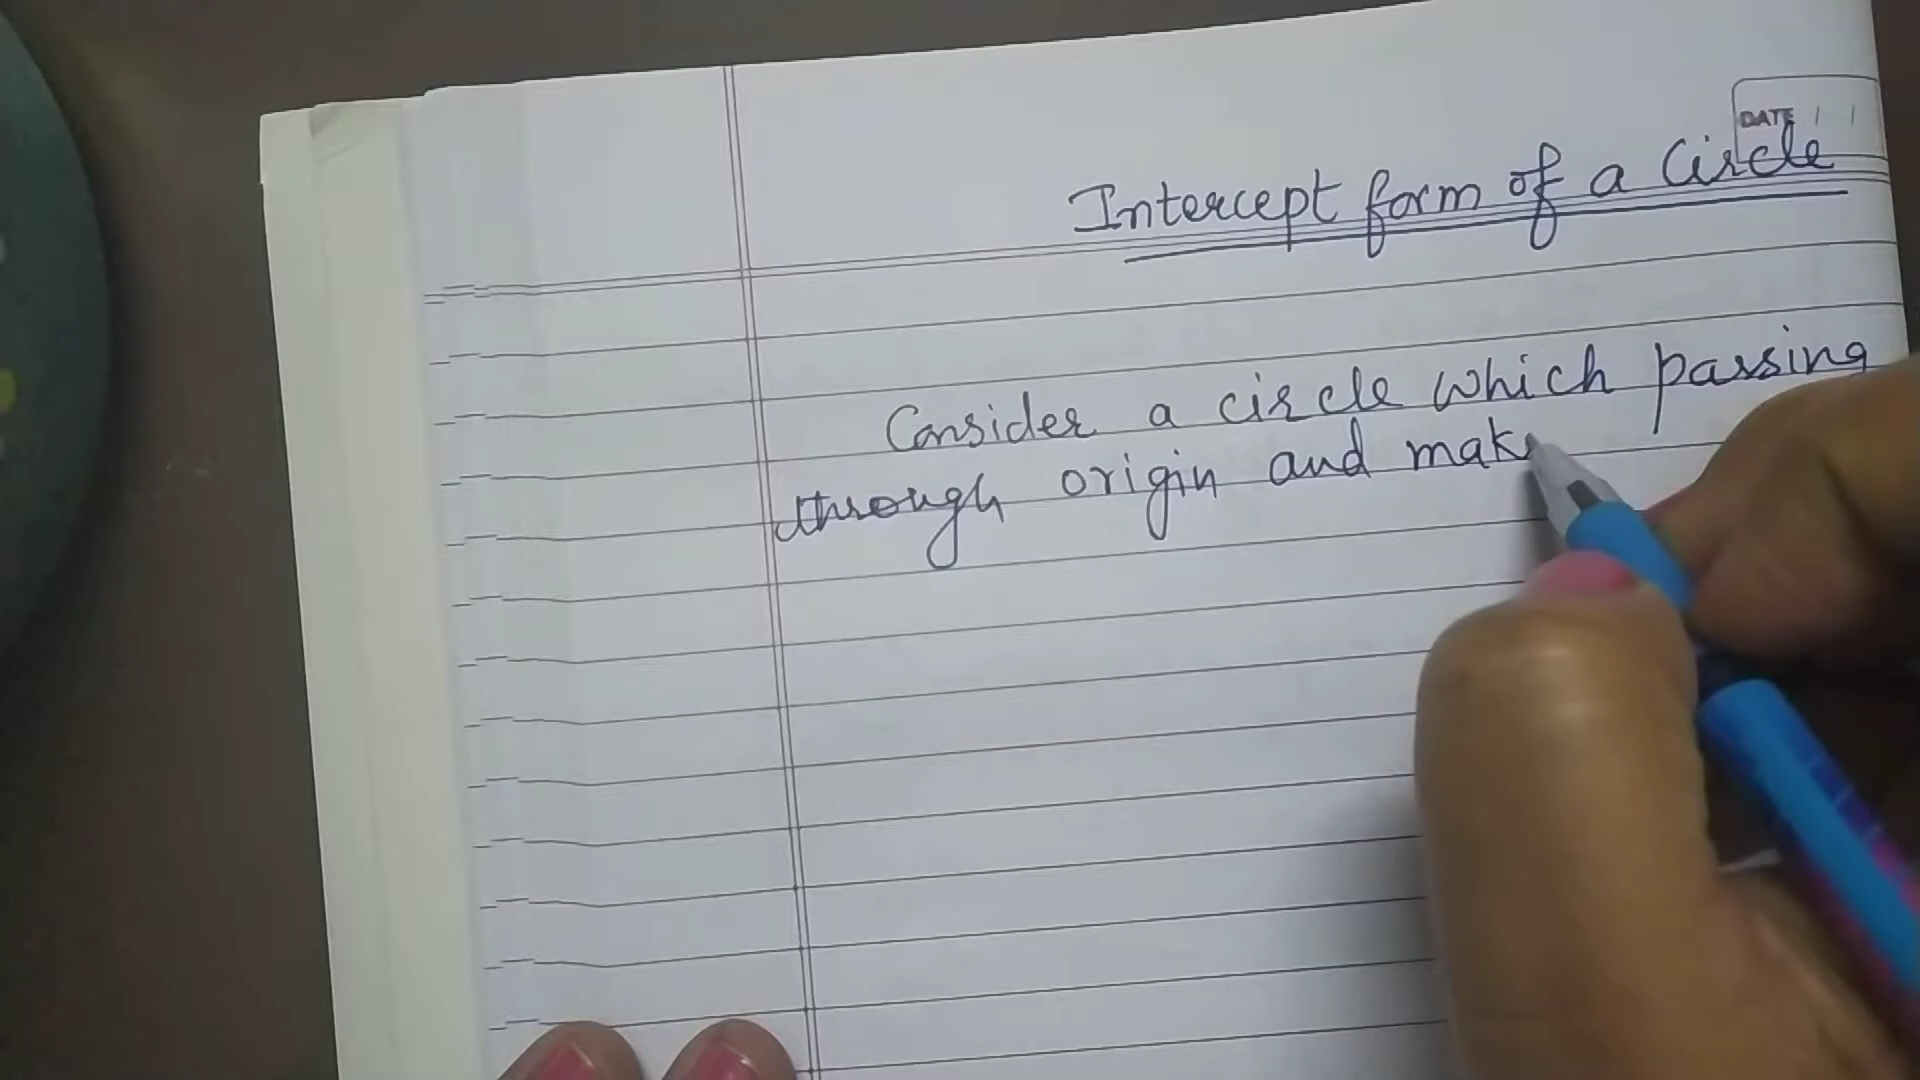 DATE / /
Intercept form of a Circle
Consider a circle which passing
through origin and mak